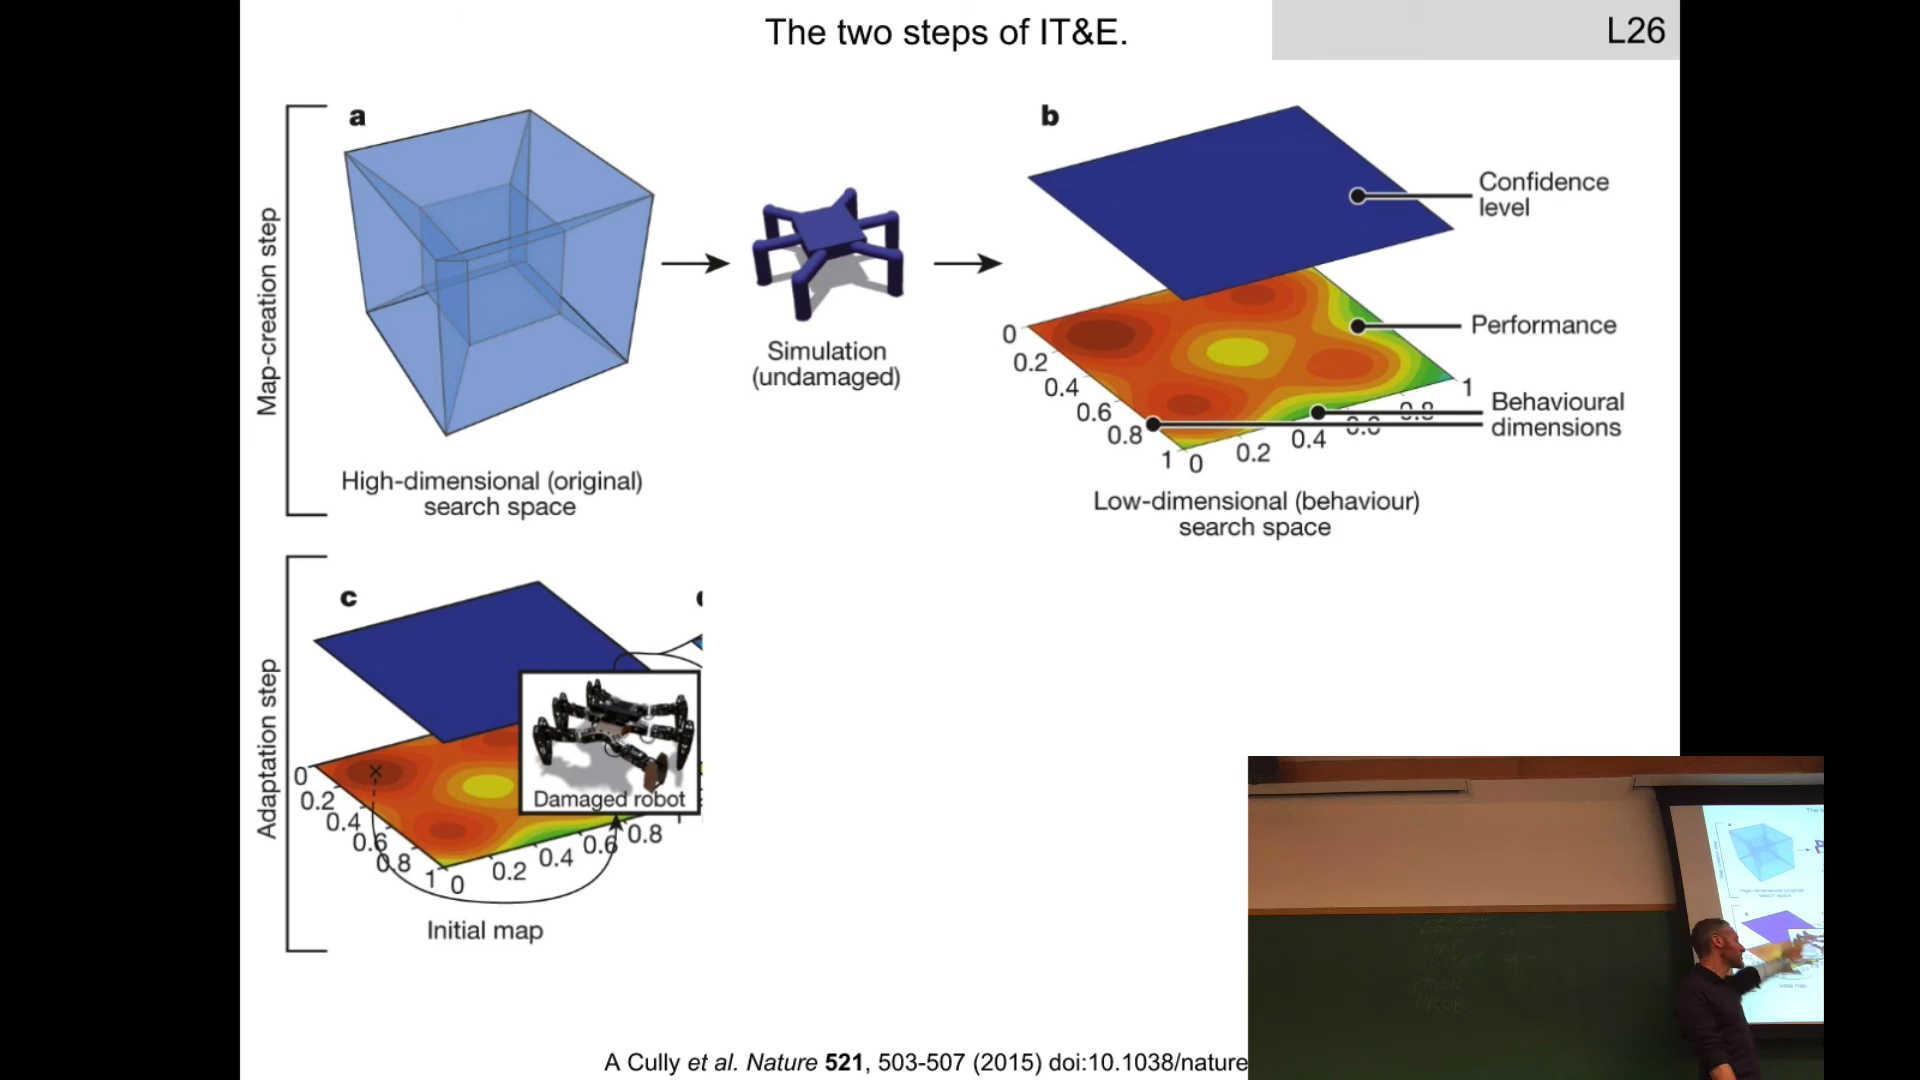 The two steps of IT&E.
L26
Map-creation step
a
High-dimensional (original)
search space
Simulation
(undamaged)
b
Confidence
level
Performance
Behavioural
dimensions
0
0.2
0.4
0.6
0.8
1
0
0.2
0.4
0.6
0.8
1
Low-dimensional (behaviour)
search space
Adaptation step
c
Damaged robot
0
0.2
0.4
0.6
0.8
1
0
0.2
0.4
0.6
0.8
Initial map
A Cully et al. Nature 521, 503-507 (2015) doi:10.1038/nature